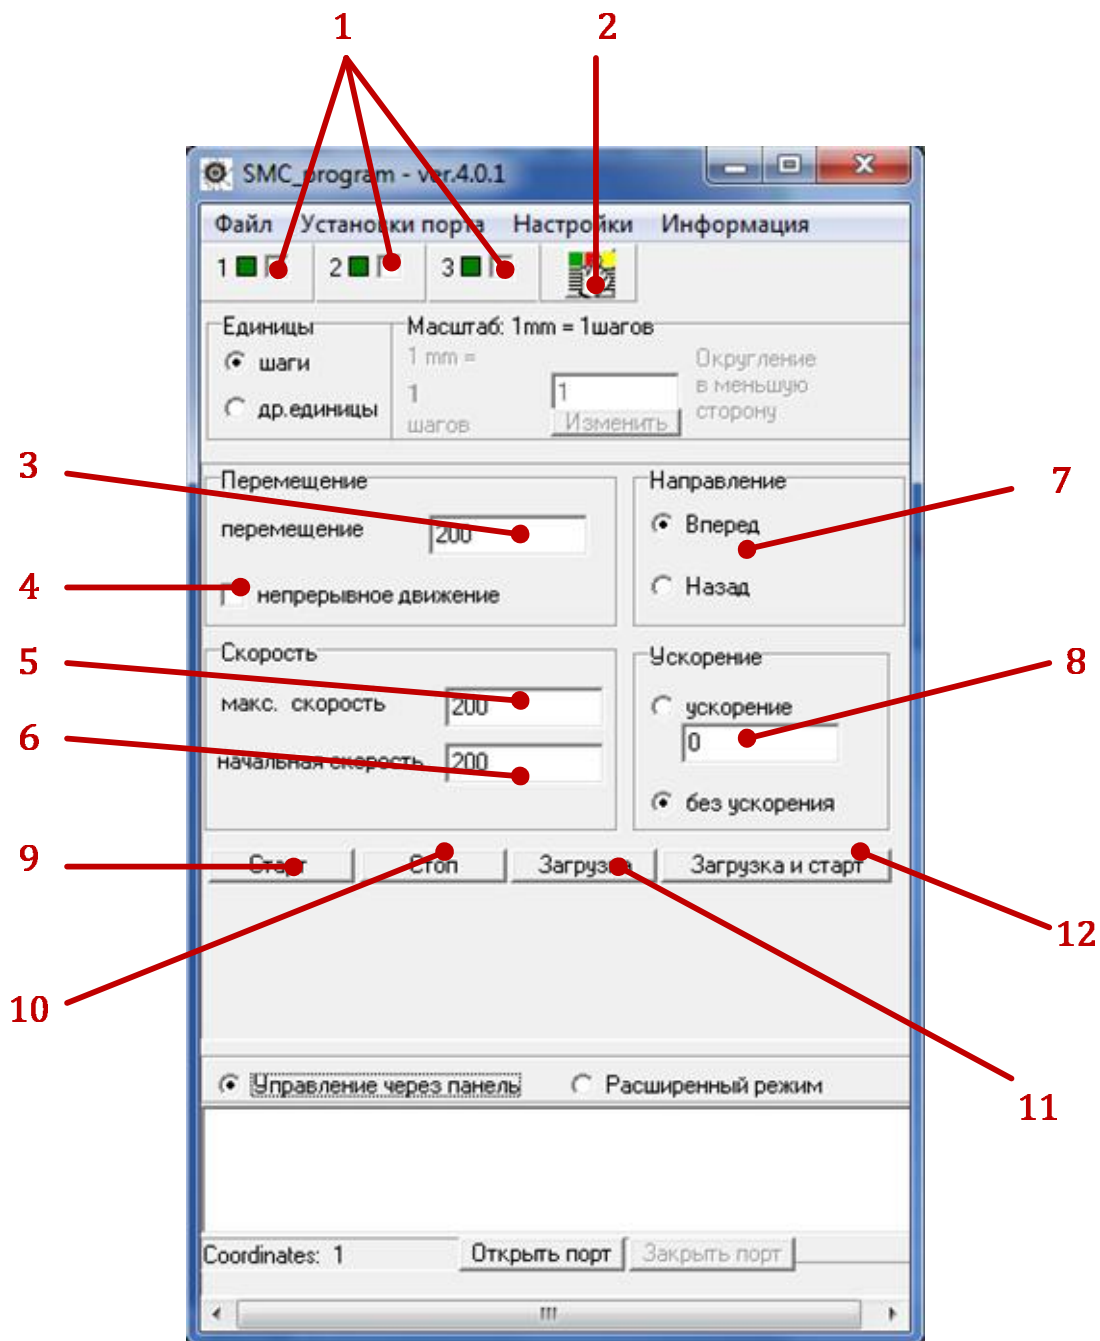 1 2
SMC_program - ver.4.0.1
Файл Установки порта Настройки Информация
1 2 3
Единицы Масштаб: 1mm = 1шагов
шаги 1 mm = Округление
1 1 в меньшую
др.единицы шагов Изменить сторону
3 Перемещение Направление 7
перемещение 200 Вперед
4 непрерывное движение Назад
5 Скорость Ускорение 8
макс. скорость 200 ускорение
6 начальная скорость 200 0
без ускорения
9 Старт Стоп Загрузка Загрузка и старт
12
10
Управление через панель Расширенный режим
11
Coordinates: 1 Открыть порт Закрыть порт